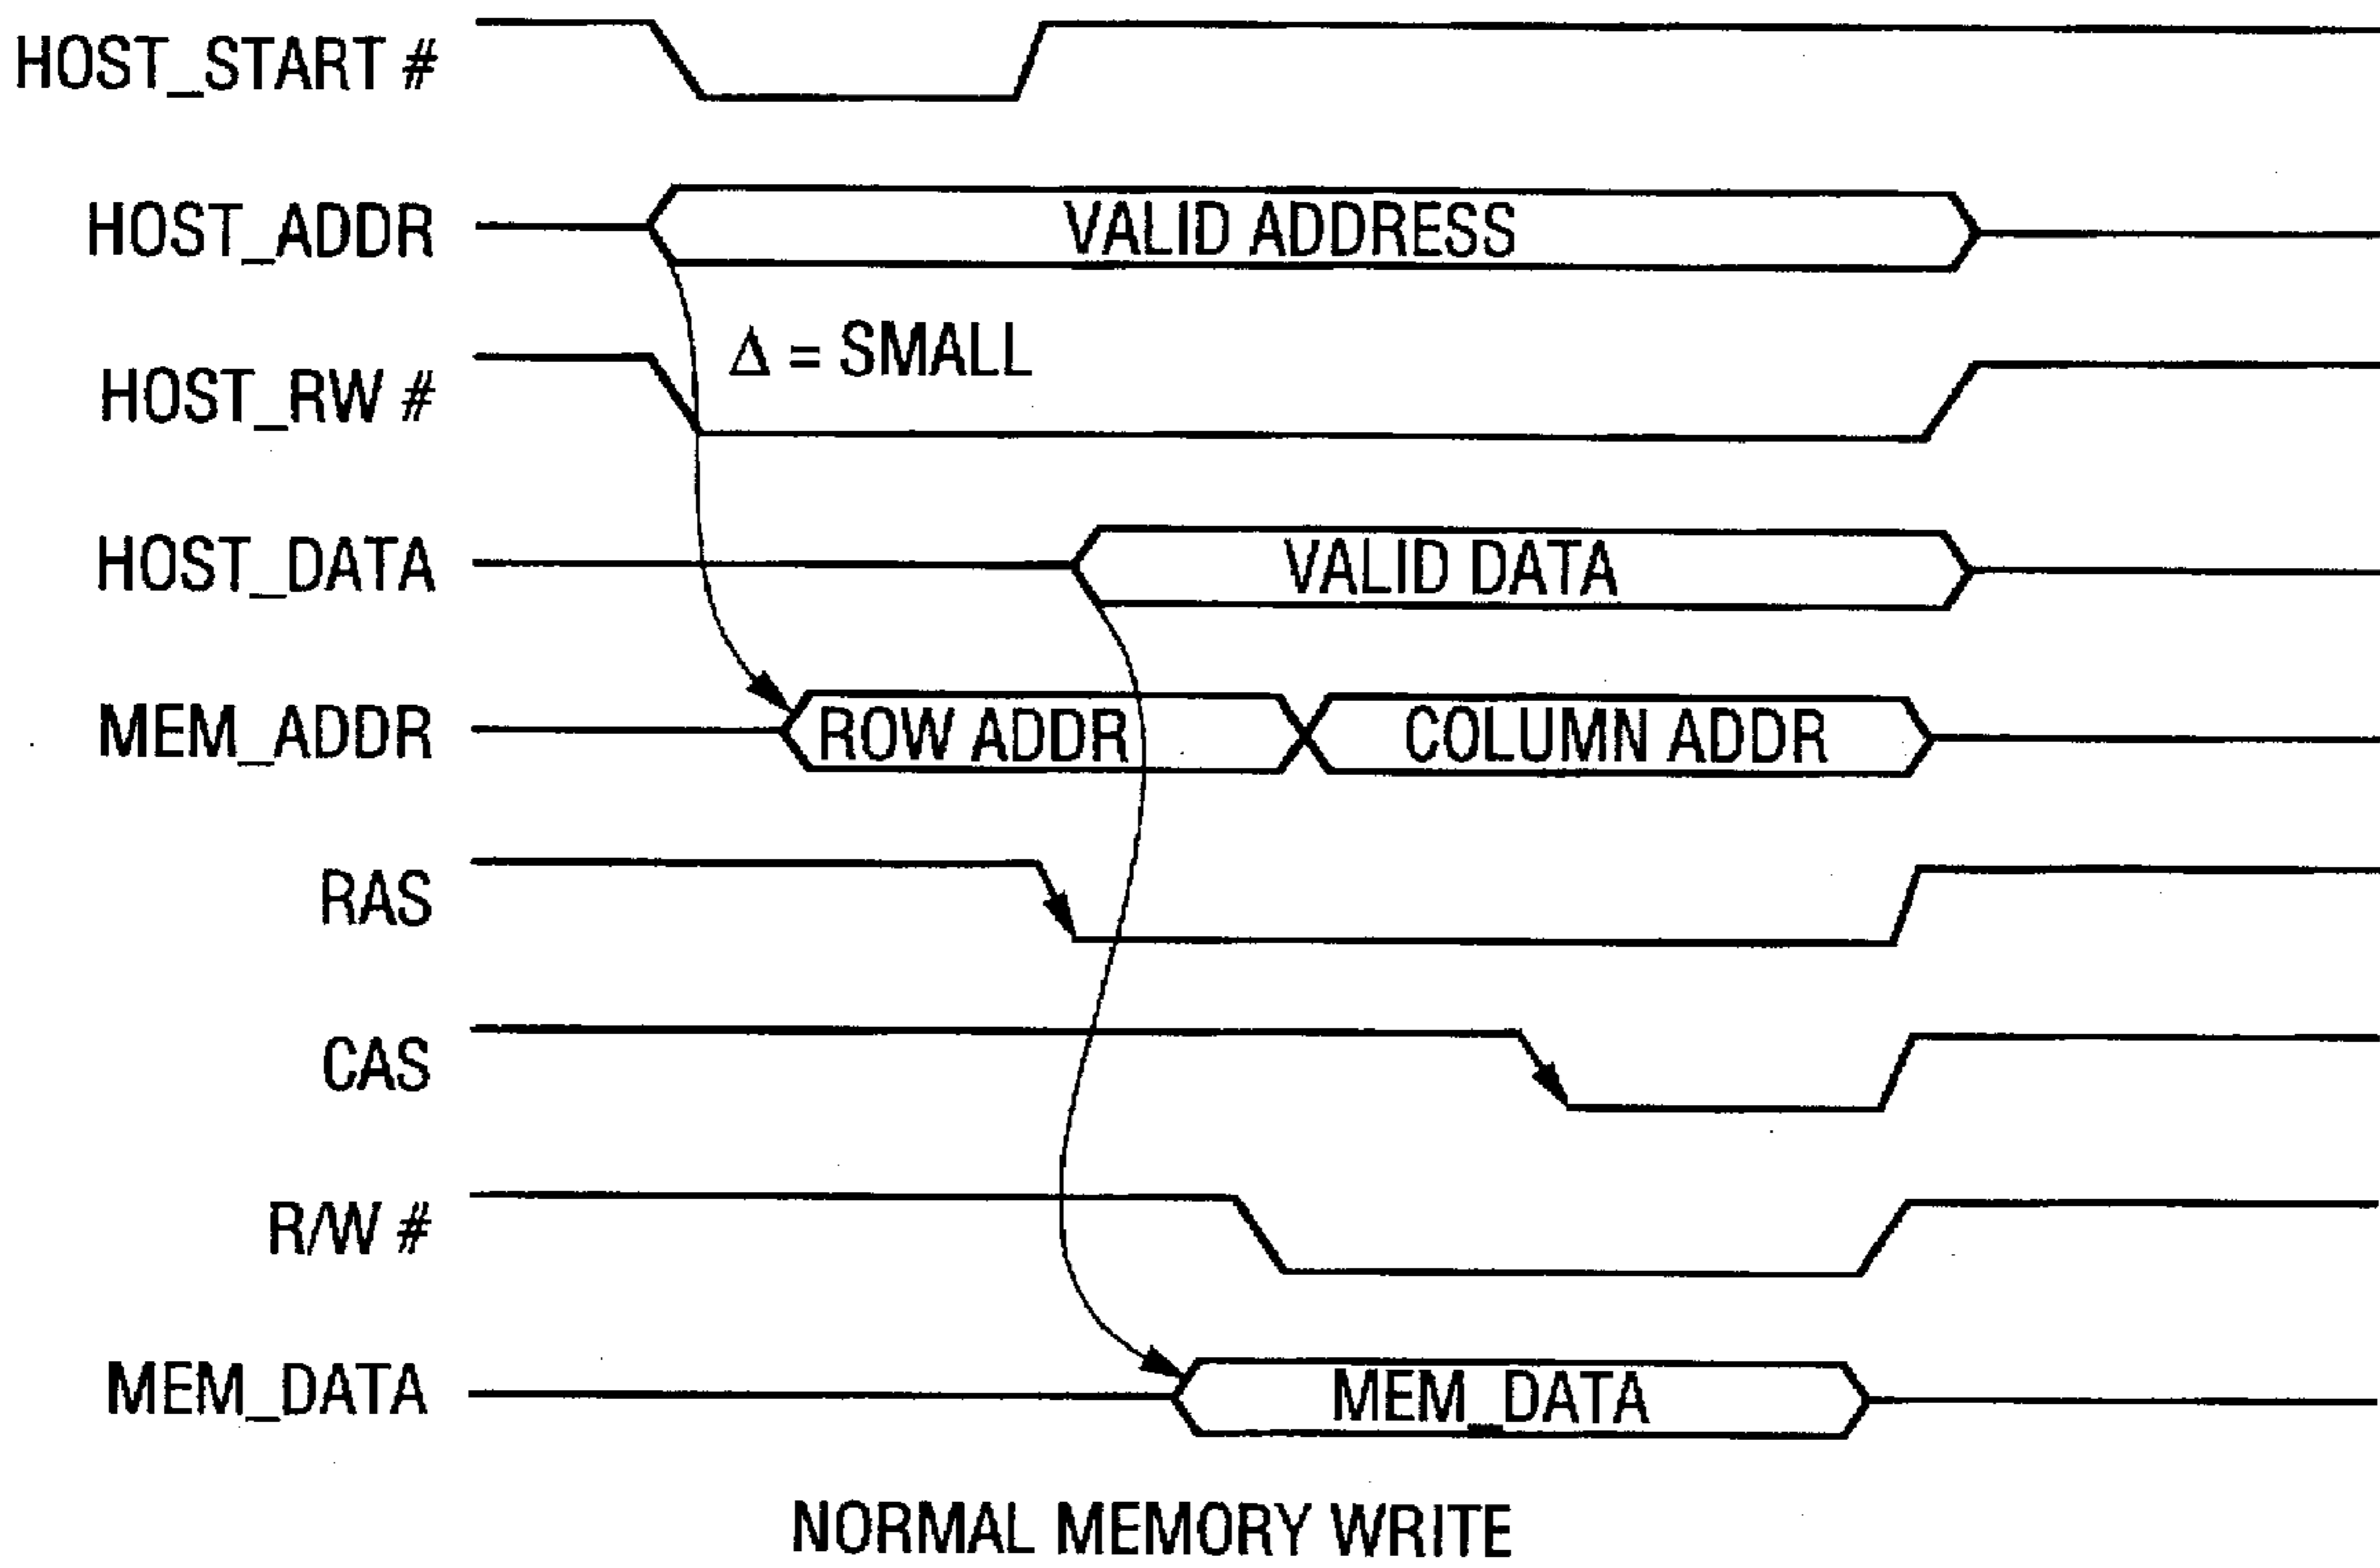 HOST_START #
HOST_ADDR
VALID ADDRESS
Δ = SMALL
HOST_RW #
HOST_DATA
VALID DATA
MEM_ADDR
ROW ADDR
COLUMN ADDR
RAS
CAS
R/W #
MEM_DATA
MEM_DATA
NORMAL MEMORY WRITE